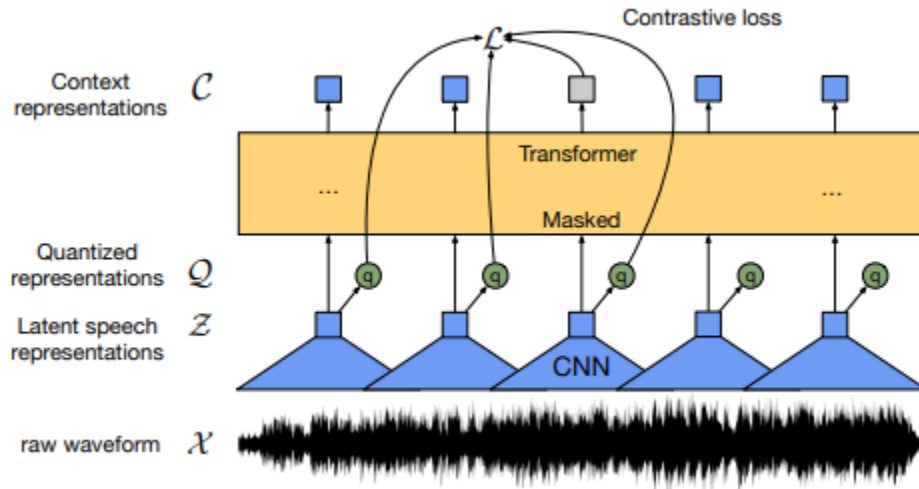 Contrastive loss
ℒ
Context
representations
𝒞
Transformer
... ...
Masked
Quantized
representations
𝒬
q q q q q
Latent speech
representations
𝒵
CNN
raw waveform
𝒳